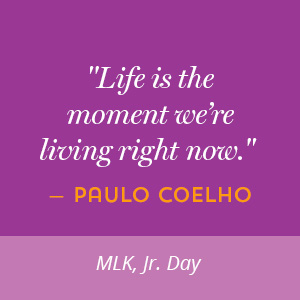 "Life is the
moment we’re
living right now."
– PAULO COELHO
MLK, Jr. Day